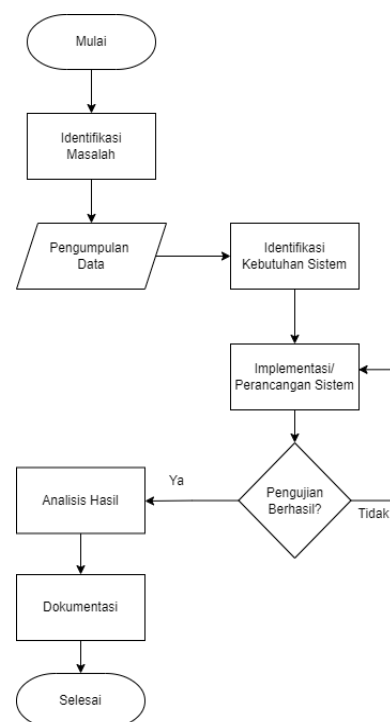 Mulai
Identifikasi
Masalah
Pengumpulan
Data
Identifikasi
Kebutuhan Sistem
Implementasi/
Perancangan Sistem
Pengujian
Berhasil?
Tidak
Ya
Analisis Hasil
Dokumentasi
Selesai